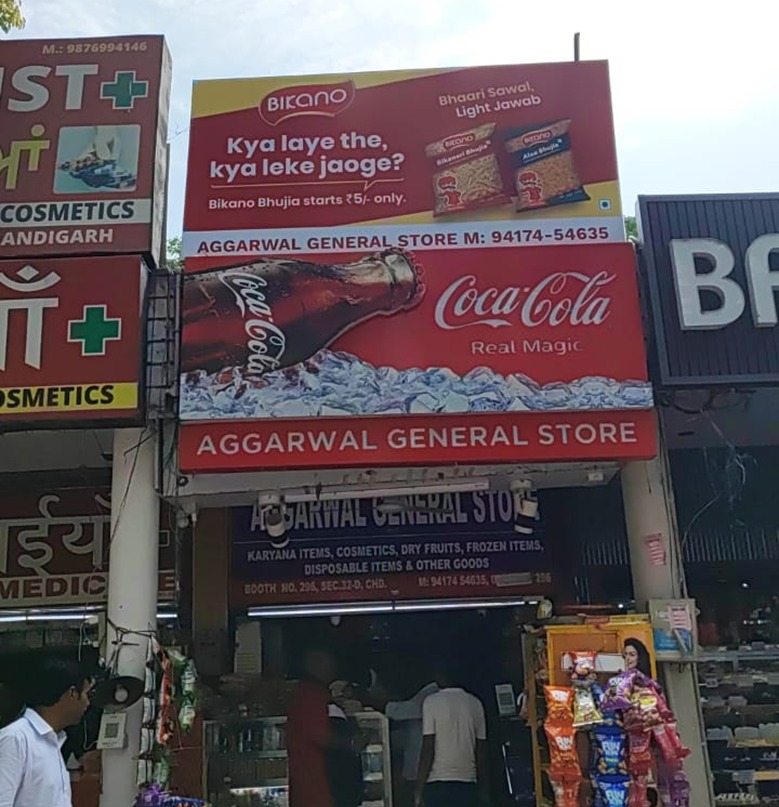 M.: 9876994146
IST
COSMETICS
ANDIGARH
OSMETICS
MEDIC
BIKANO
Kya laye the,
kya leke jaoge?
Bikano Bhujia starts ₹5/- only.
Bhaari Sawal,
Light Jawab
BIKANO
Bikaneri Bhujia
BIKANO
Aloo Bhujia
AGGARWAL GENERAL STORE M: 94174-54635
Coca-Cola
Coca-Cola
Real Magic
AGGARWAL GENERAL STORE
AGGARWAL GENERAL STORE
KARYANA ITEMS, COSMETICS, DRY FRUITS, FROZEN ITEMS,
DISPOSABLE ITEMS & OTHER GOODS
BOOTH NO. 296, SEC.32-D, CHD. M: 94174 54635,
BA